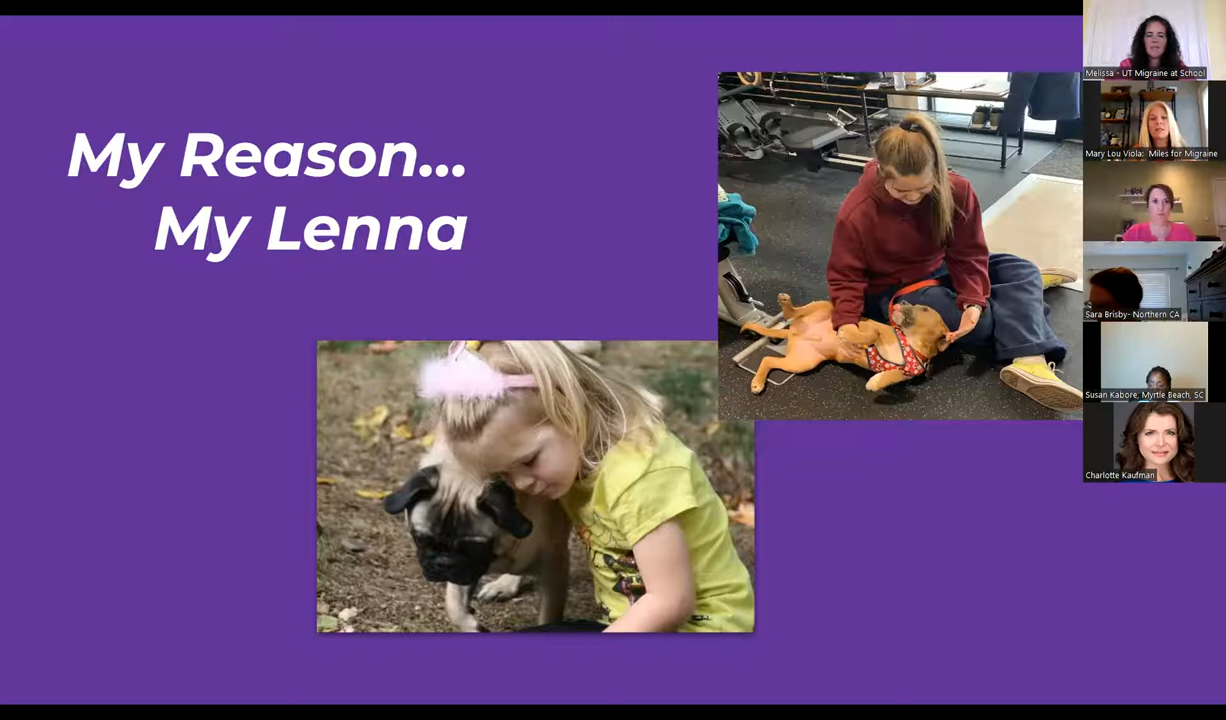 My Reason...
My Lenna
Melissa - UT Migraine at School
Mary Lou Viola: Miles for Migraine
Sara Brisby- Northern CA
Susan Kabore, Myrtle Beach, SC
Charlotte Kaufman